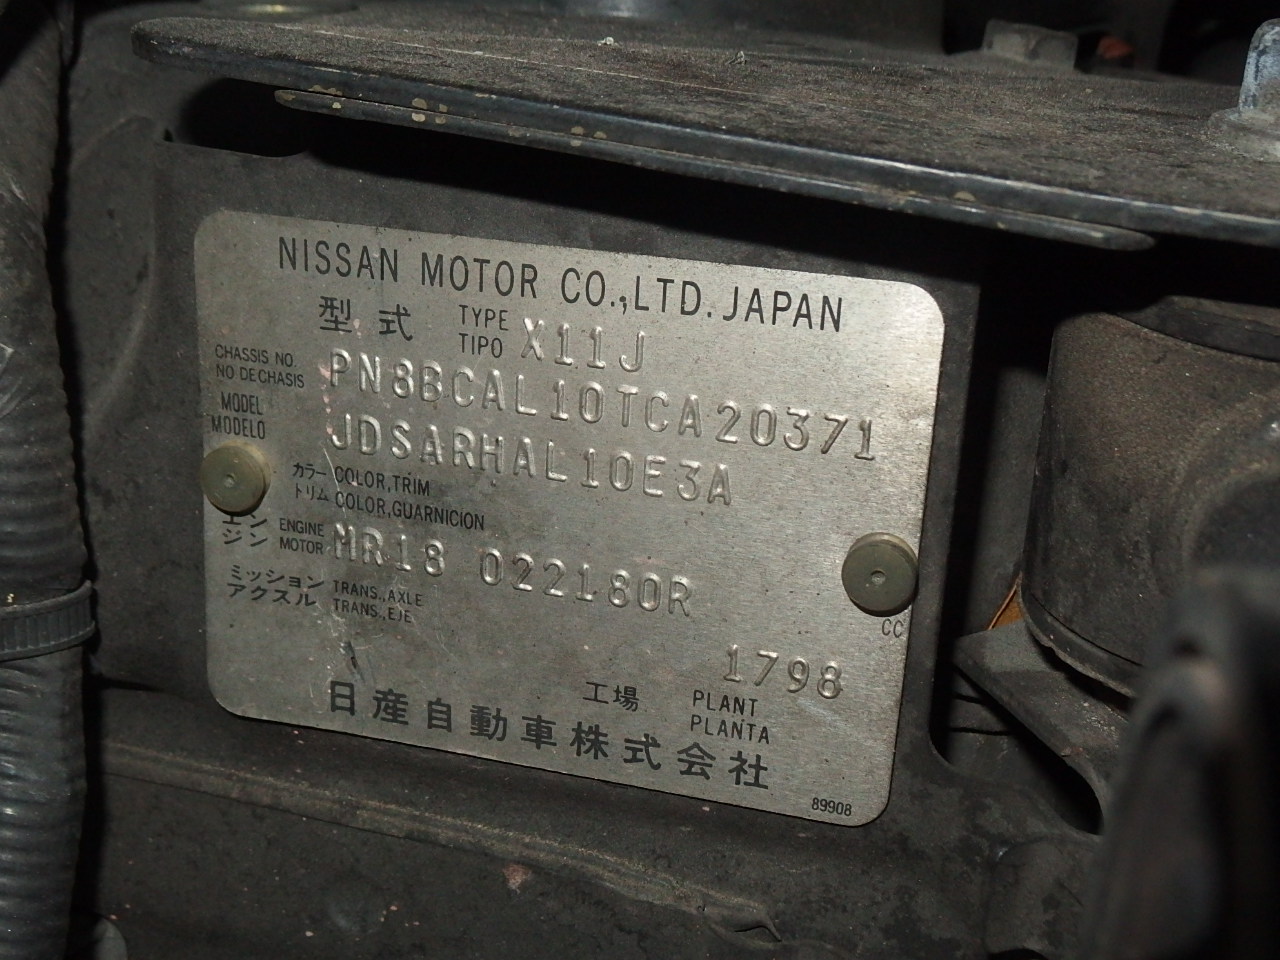 NISSAN MOTOR CO.,LTD. JAPAN
型式 TYPE TIPO X11J
CHASSIS NO. NO DE CHASIS PN8BCAL10TCA20371
MODEL MODELO JDSARHAL10E3A
カラー COLOR,TRIM
トリム COLOR,GUARNICION
エンジン ENGINE MOTOR MR18 022180R
CC
ミッション TRANS.,AXLE
アクスル TRANS.,EJE
1798
工場 PLANT PLANTA
日産自動車株式会社
89908